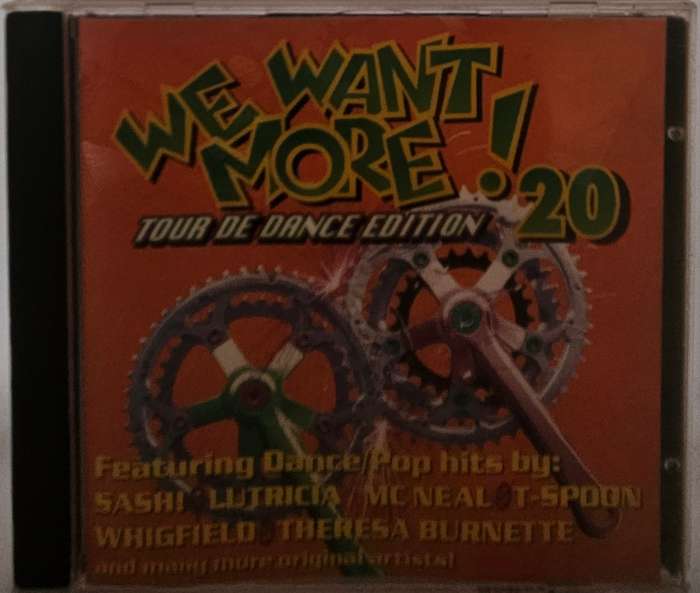 WE WANT
MORE! 20
TOUR DE DANCE EDITION
Featuring Dance/Pop hits by:
SASH! LUTRICIA MC NEAL T-SPOON
WHIGFIELD THERESA BURNETTE
and many more original artists!